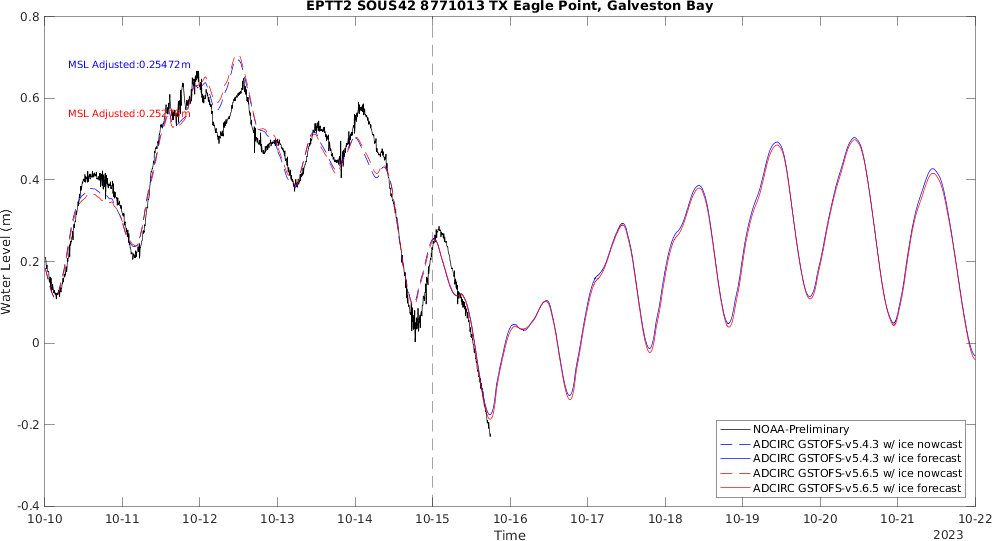 EPTT2 SOUS42 8771013 TX Eagle Point, Galveston Bay
MSL Adjusted:0.25472m
MSL Adjusted:
Water Level (m)
0.8
0.6
0.4
0.2
0
-0.2
-0.4
10-10 10-11 10-12 10-13 10-14 10-15 10-16 10-17 10-18 10-19 10-20 10-21 10-22
Time
2023
NOAA-Preliminary
ADCIRC GSTOFS-v5.4.3 w/ ice nowcast
ADCIRC GSTOFS-v5.4.3 w/ ice forecast
ADCIRC GSTOFS-v5.6.5 w/ ice nowcast
ADCIRC GSTOFS-v5.6.5 w/ ice forecast